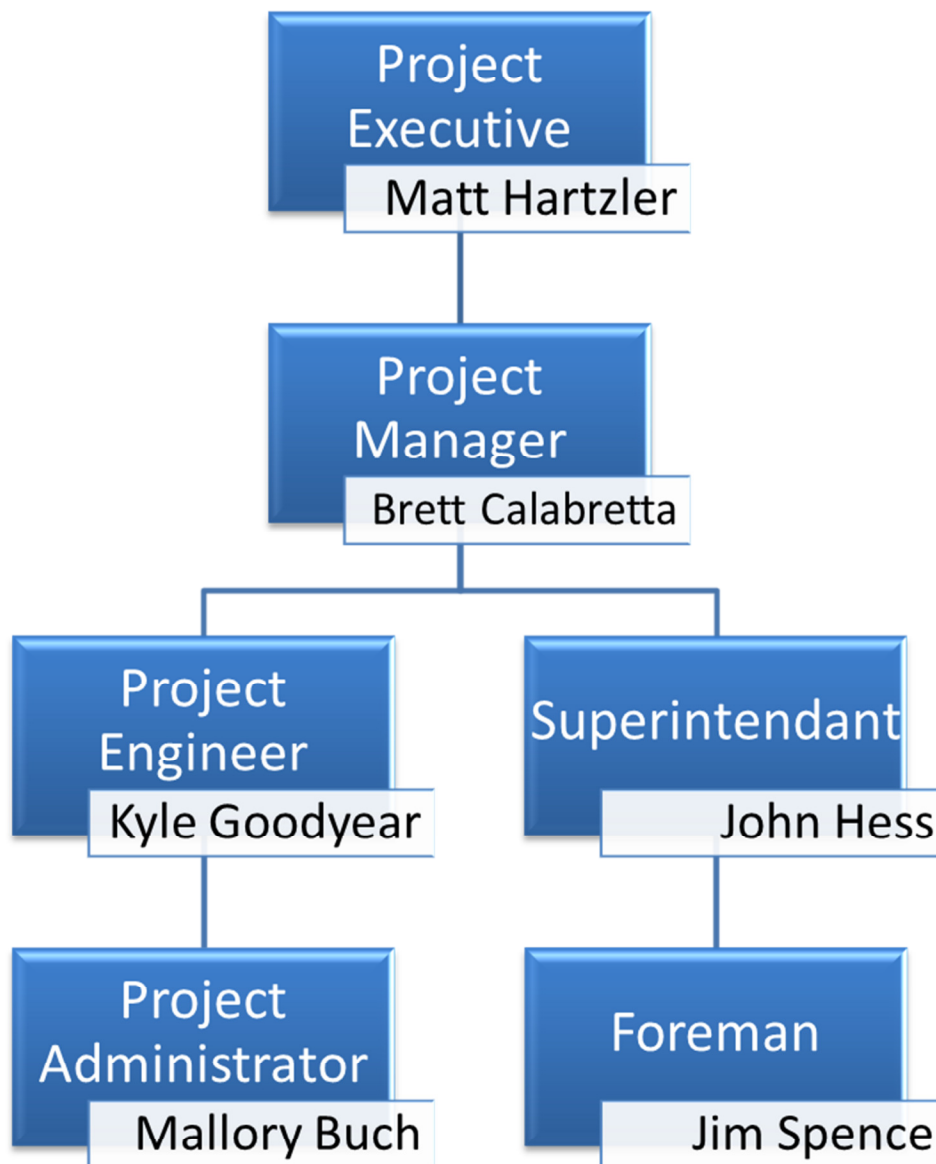 Project
Executive
Matt Hartzler
Project
Manager
Brett Calabretta
Project
Engineer
Kyle Goodyear
Superintendant
John Hess
Project
Administrator
Mallory Buch
Foreman
Jim Spence